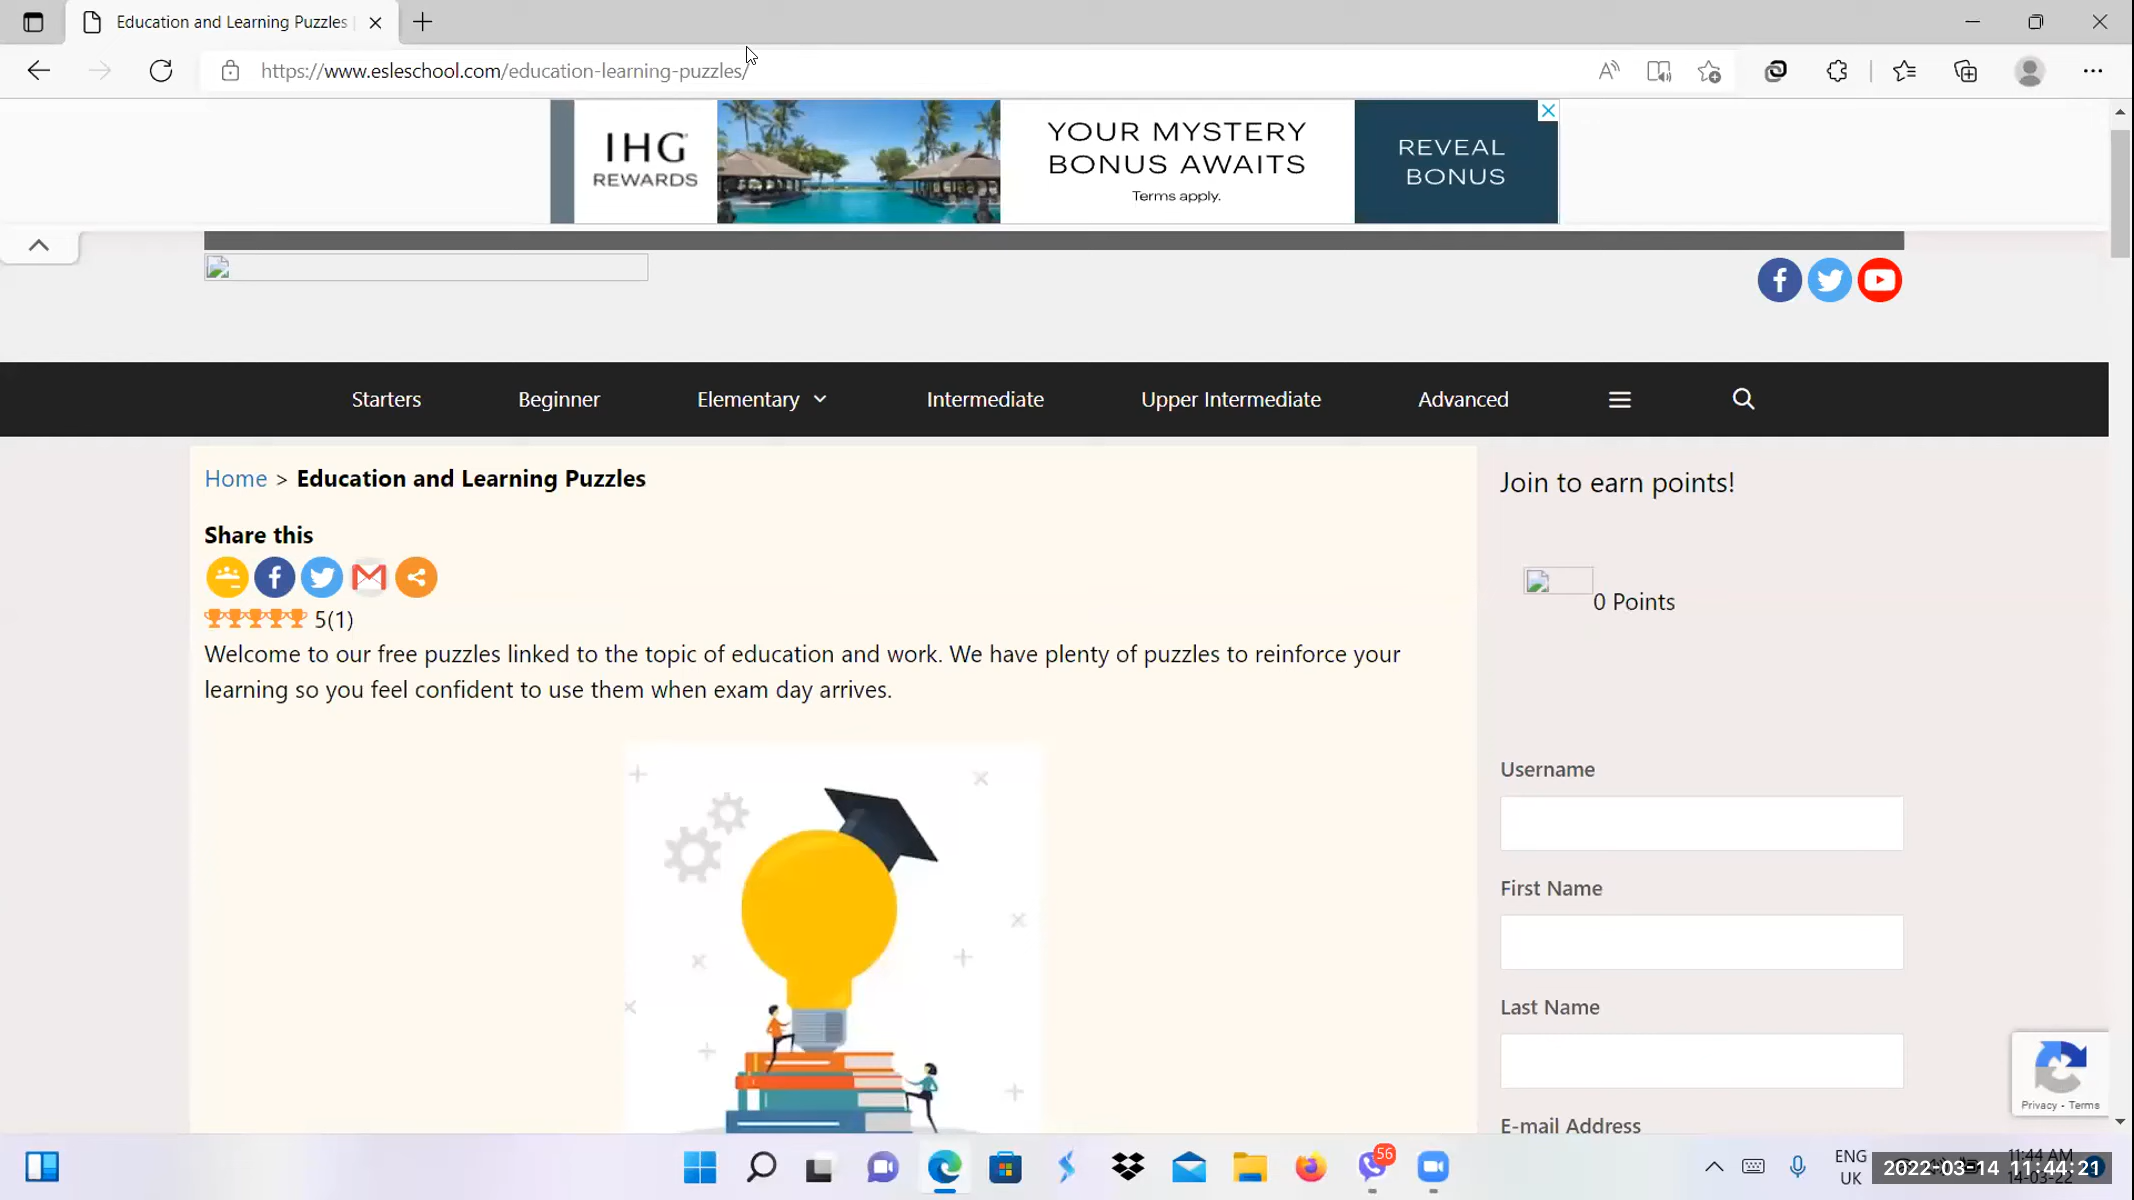 Education and Learning Puzzles
https://www.esleschool.com/education-learning-puzzles/
IHG
REWARDS
YOUR MYSTERY
BONUS AWAITS
Terms apply.
REVEAL
BONUS
Starters Beginner Elementary Intermediate Upper Intermediate Advanced
Home > Education and Learning Puzzles
Share this
5(1)
Welcome to our free puzzles linked to the topic of education and work. We have plenty of puzzles to reinforce your
learning so you feel confident to use them when exam day arrives.
Join to earn points!
0 Points
Username
First Name
Last Name
E-mail Address
Privacy - Terms
56
ENG
UK
11:44 AM
14-03-22
2022-03-14 11:44:21